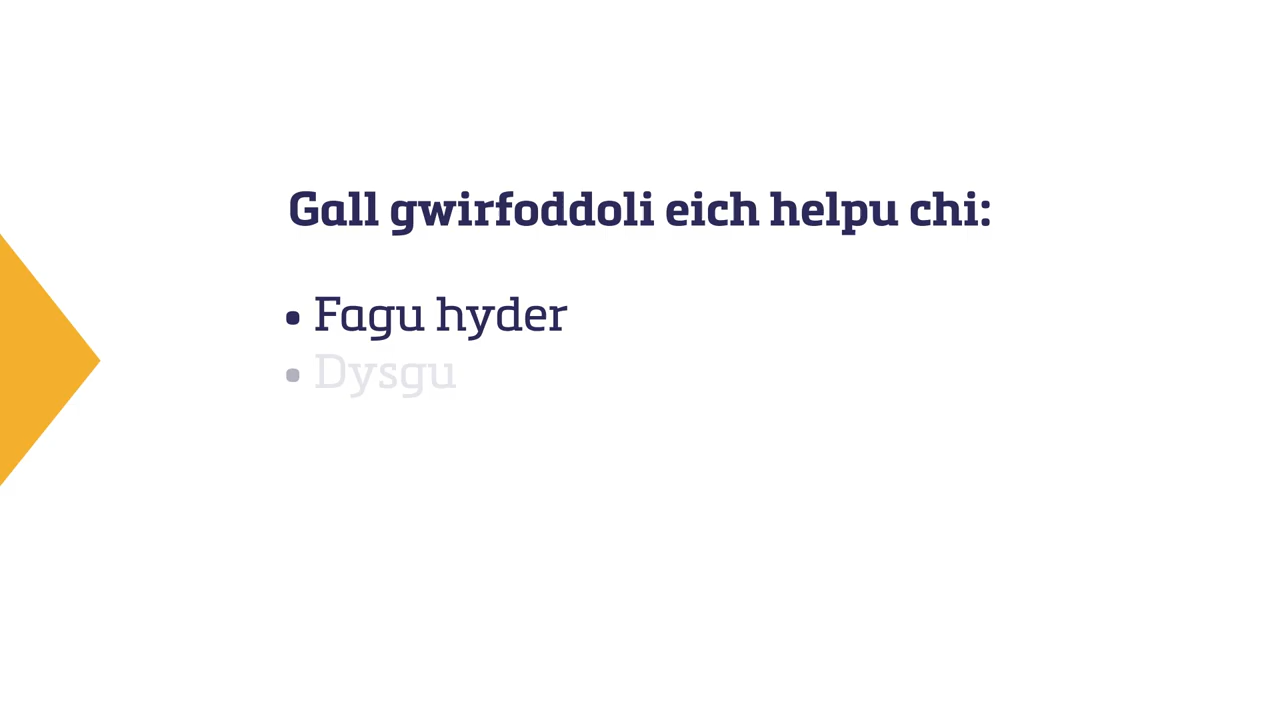 Gall gwirfoddoli eich helpu chi:
• Fagu hyder
• Dysgu